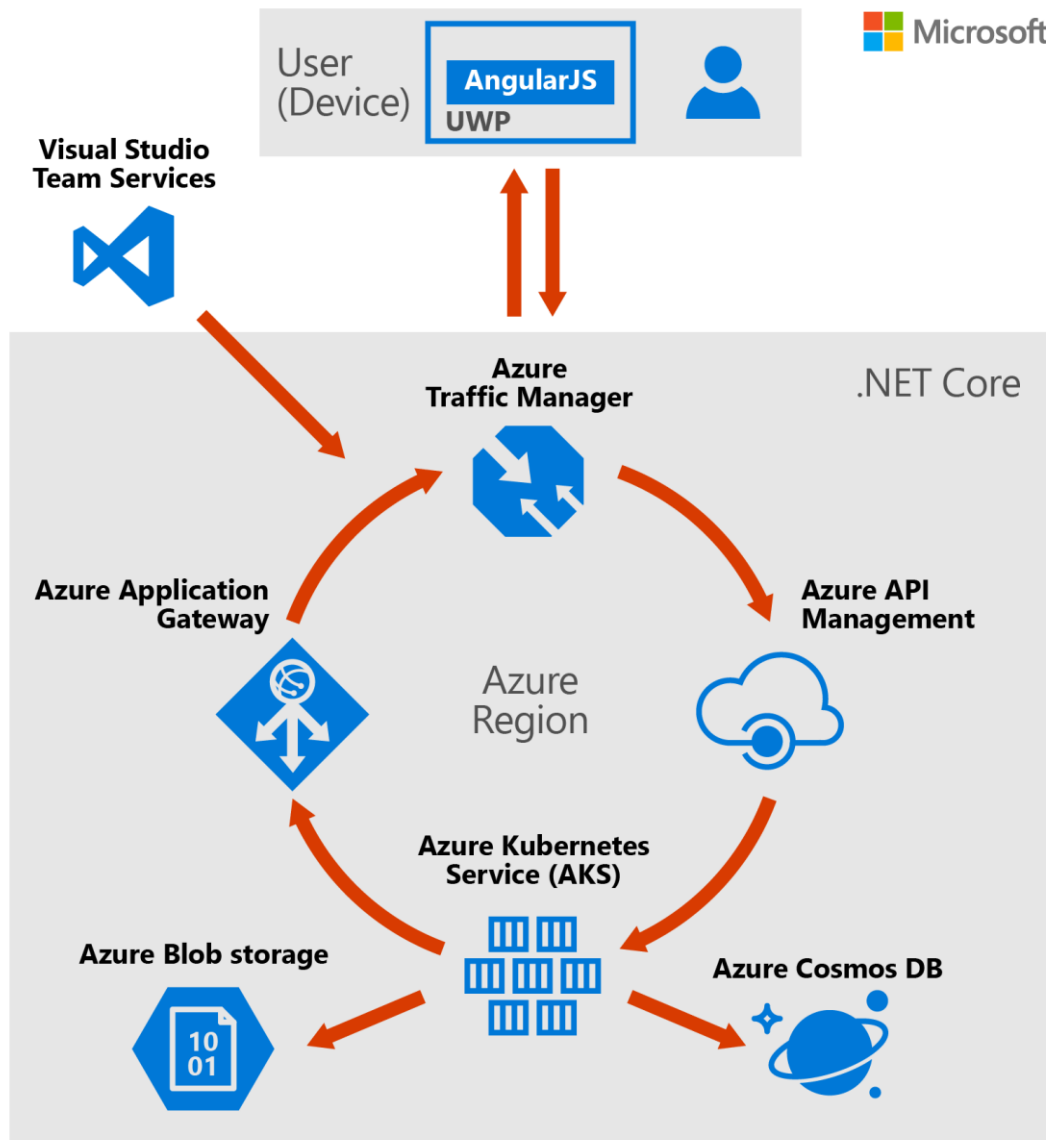 Microsoft
User
(Device)
AngularJS
UWP
Visual Studio
Team Services
Azure
Traffic Manager
.NET Core
Azure Application
Gateway
Azure API
Management
Azure
Region
Azure Kubernetes
Service (AKS)
Azure Blob storage
10
01
Azure Cosmos DB